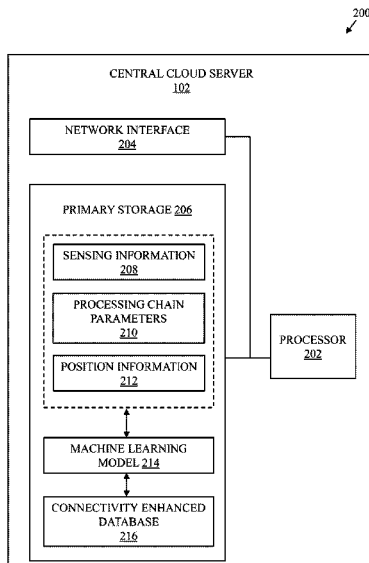 200
CENTRAL CLOUD SERVER
102
NETWORK INTERFACE
204
PRIMARY STORAGE 206
SENSING INFORMATION
208
PROCESSING CHAIN
PARAMETERS
210
POSITION INFORMATION
212
PROCESSOR
202
MACHINE LEARNING
MODEL 214
CONNECTIVITY ENHANCED
DATABASE
216